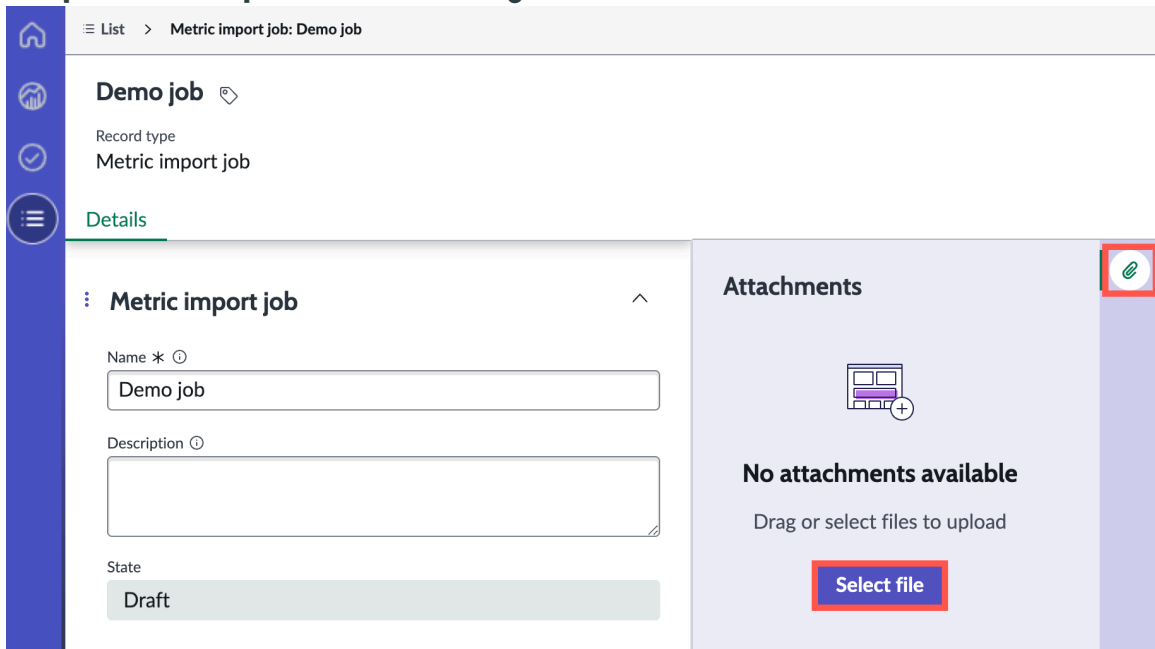 List > Metric import job: Demo job
Demo job
Record type
Metric import job
Details
Metric import job
Name *
Demo job
Description
State
Draft
Attachments
No attachments available
Drag or select files to upload
Select file